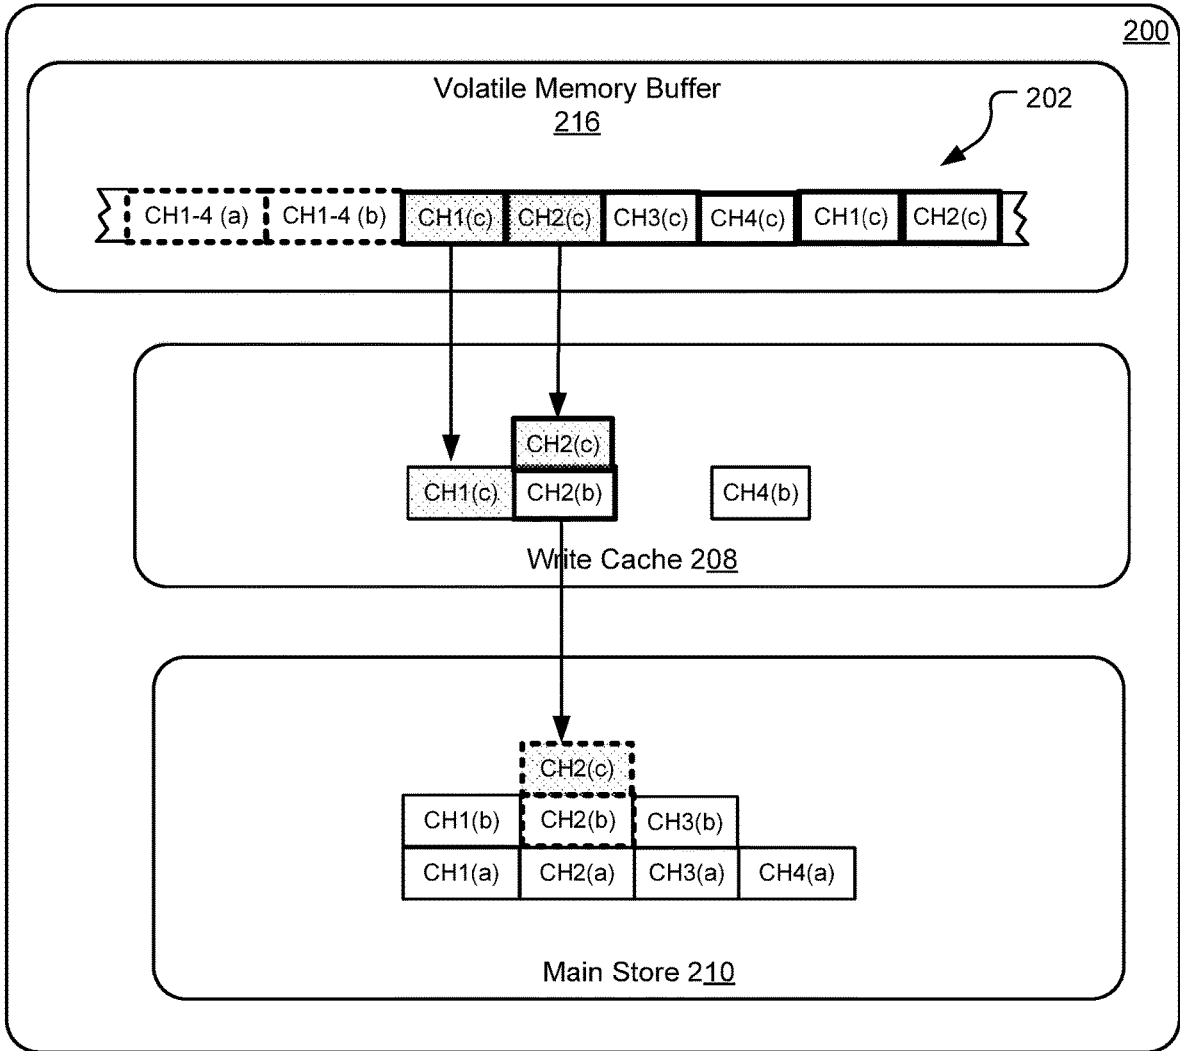 200
Volatile Memory Buffer
216
202
CH1-4 (a) CH1-4 (b) CH1(c) CH2(c) CH3(c) CH4(c) CH1(c) CH2(c)
CH2(c)
CH1(c) CH2(b) CH4(b)
Write Cache 208
CH2(c)
CH1(b) CH2(b) CH3(b)
CH1(a) CH2(a) CH3(a) CH4(a)
Main Store 210